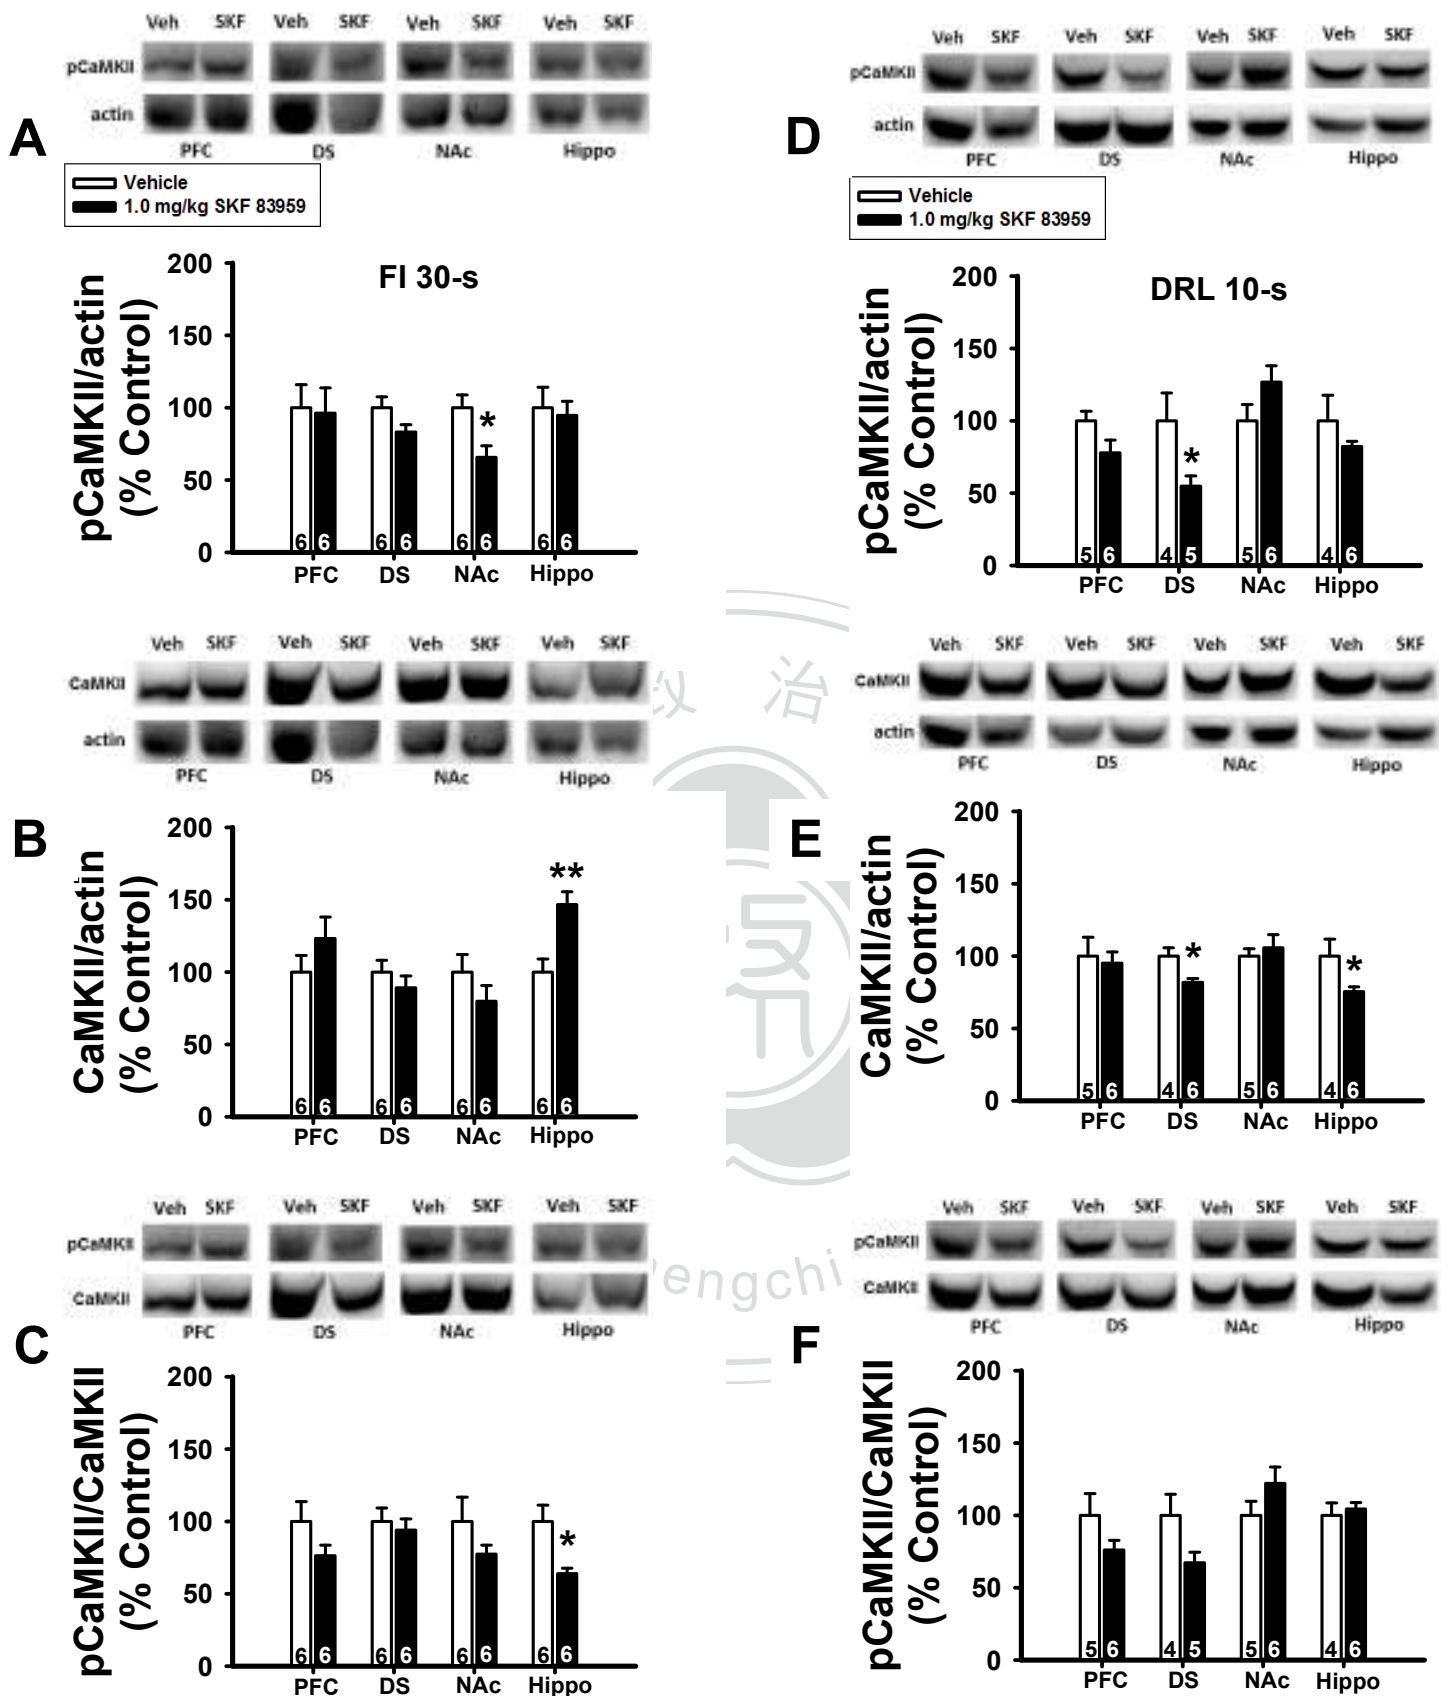 Veh SKF Veh SKF Veh SKF Veh SKF
pCaMKII
actin
A
PFC DS NAc Hippo
Vehicle
1.0 mg/kg SKF 83959
FI 30-s
pCaMKII/actin
(% Control)
200
150
100
50
0
*
6 6 6 6 6 6 6 6
PFC DS NAc Hippo
Veh SKF Veh SKF Veh SKF Veh SKF
CaMKII
actin
PFC DS NAc Hippo
B
CaMKII/actin
(% Control)
200
150
100
50
0
**
6 6 6 6 6 6 6 6
PFC DS NAc Hippo
Veh SKF Veh SKF Veh SKF Veh SKF
pCaMKII
CaMKII
PFC DS NAc Hippo
C
pCaMKII/CaMKII
(% Control)
200
150
100
50
0
*
6 6 6 6 6 6 6 6
PFC DS NAc Hippo
Veh SKF Veh SKF Veh SKF Veh SKF
pCaMKII
actin
D
PFC DS NAc Hippo
Vehicle
1.0 mg/kg SKF 83959
DRL 10-s
pCaMKII/actin
(% Control)
200
150
100
50
0
*
5 6 4 5 5 6 4 6
PFC DS NAc Hippo
Veh SKF Veh SKF Veh SKF Veh SKF
CaMKII
actin
PFC DS NAc Hippo
E
CaMKII/actin
(% Control)
200
150
100
50
0
* *
5 6 4 6 5 6 4 6
PFC DS NAc Hippo
Veh SKF Veh SKF Veh SKF Veh SKF
pCaMKII
CaMKII
PFC DS NAc Hippo
F
pCaMKII/CaMKII
(% Control)
200
150
100
50
0
5 6 4 5 5 6 4 6
PFC DS NAc Hippo
治
engchi